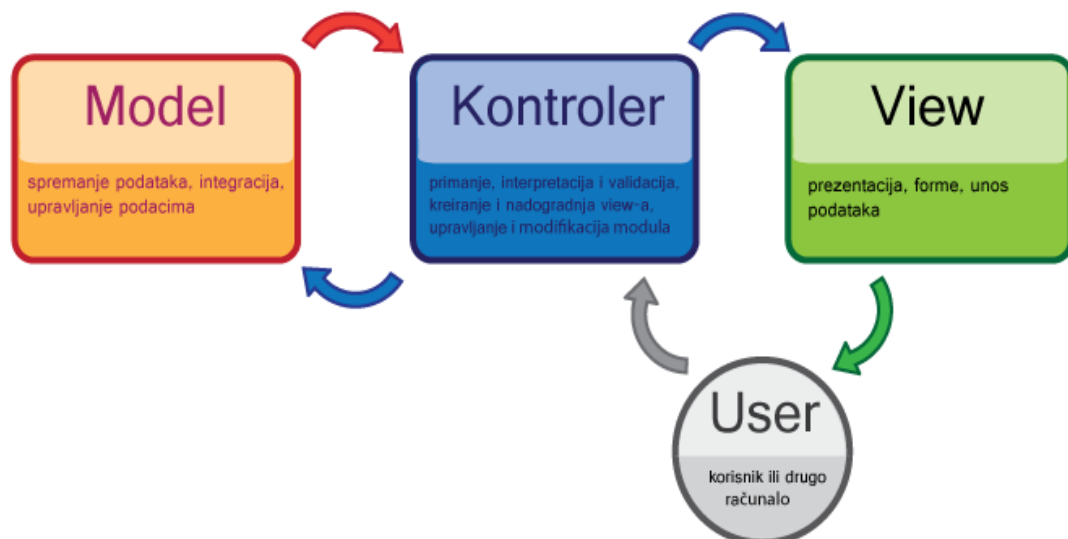 Model
spremanje podataka, integracija,
upravljanje podacima
Kontroler
primanje, interpretacija i validacija,
kreiranje i nadogradnja view-a,
upravljanje i modifikacija modula
View
prezentacija, forme, unos
podataka
User
korisnik ili drugo
računalo